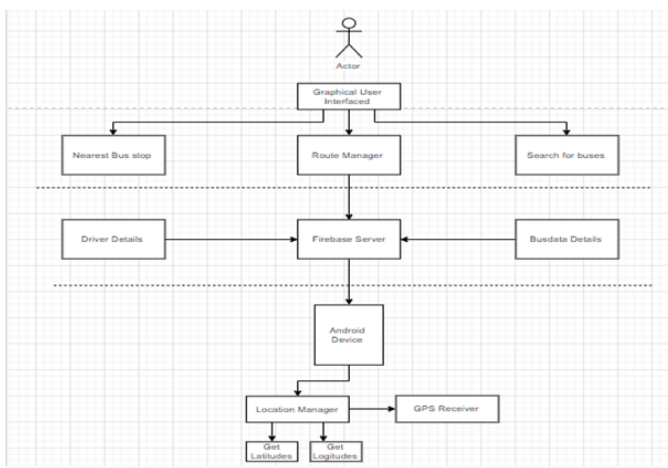 Actor
Graphical User
Interfaced
Nearest Bus stop
Route Manager
Search for buses
Driver Details
Firebase Server
Busdata Details
Android
Device
Location Manager
GPS Receiver
Get
Latitudes
Get
Logitudes